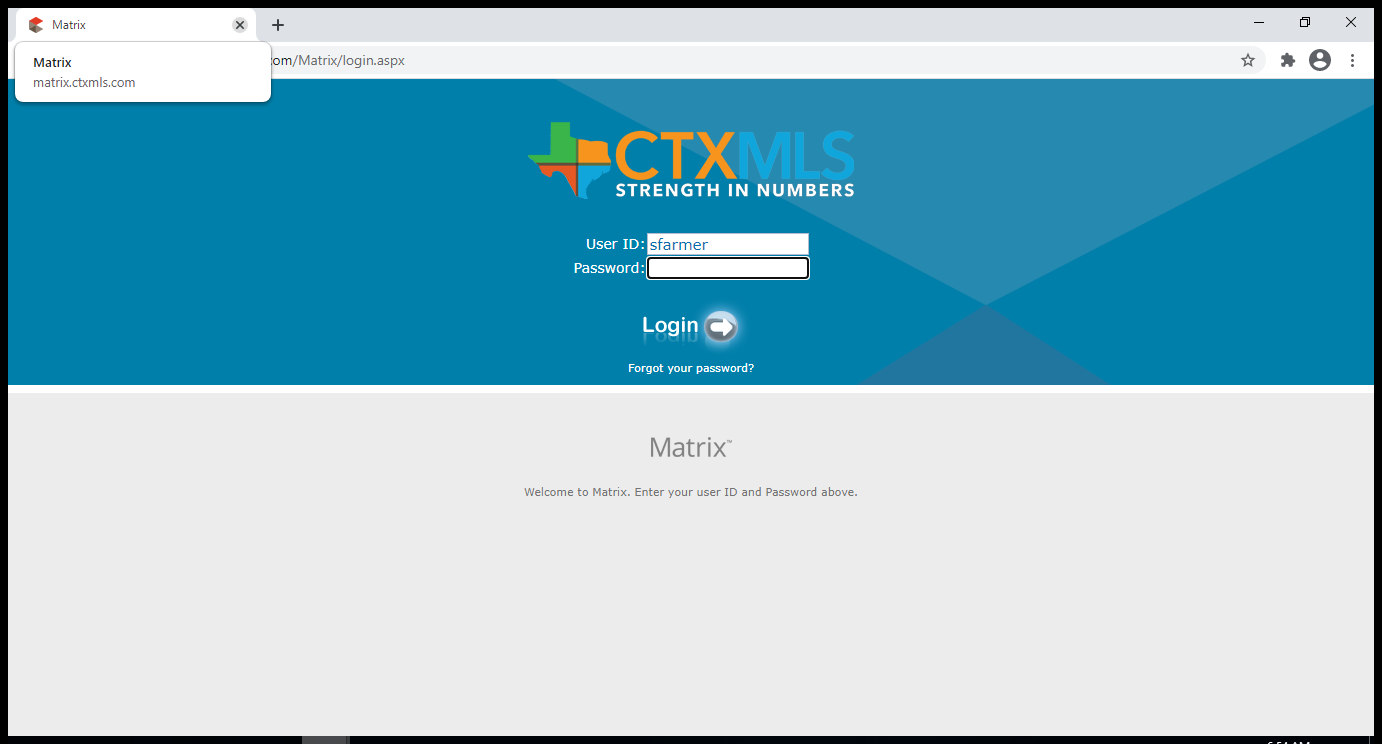 Matrix
Matrix
matrix.ctxmls.com
com/Matrix/login.aspx
CTXMLS
STRENGTH IN NUMBERS
User ID: sfarmer
Password:
Login
Forgot your password?
Matrix™
Welcome to Matrix. Enter your user ID and Password above.